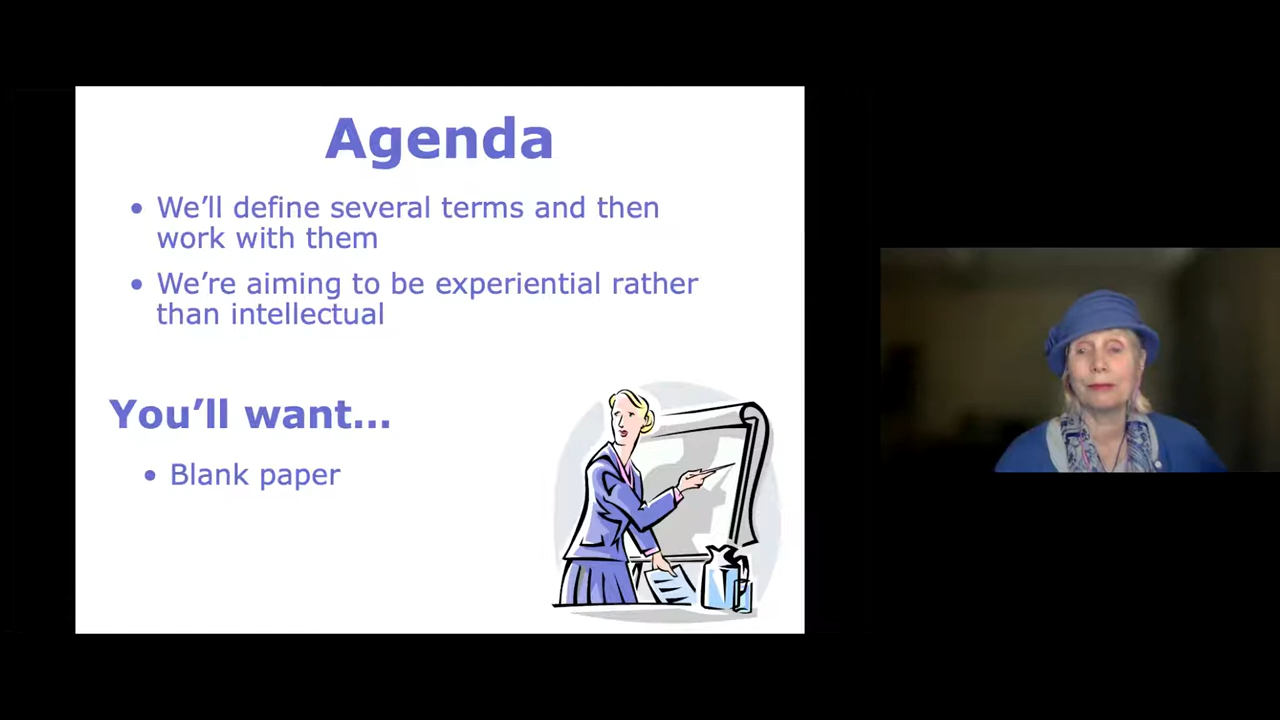 Agenda
• We’ll define several terms and then
work with them
• We’re aiming to be experiential rather
than intellectual
You’ll want...
• Blank paper